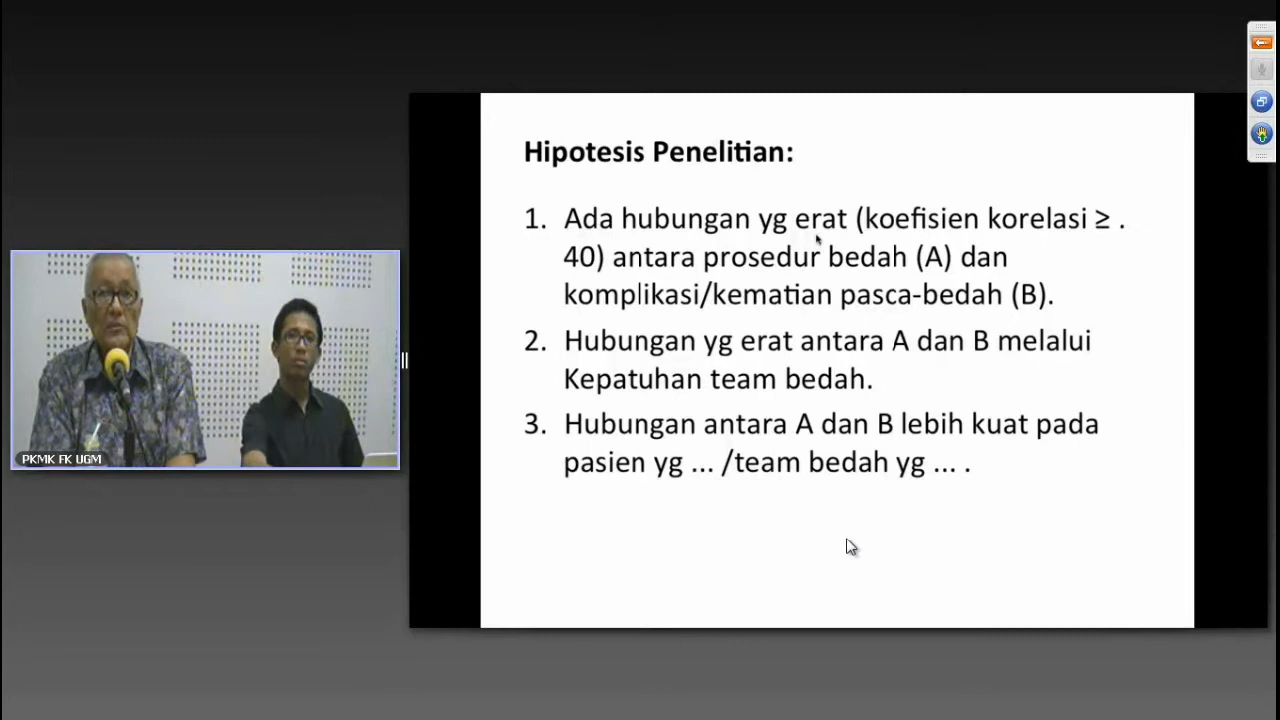 Hipotesis Penelitian:
1. Ada hubungan yg erat (koefisien korelasi ≥ .
40) antara prosedur bedah (A) dan
komplikasi/kematian pasca-bedah (B).
2. Hubungan yg erat antara A dan B melalui
Kepatuhan team bedah.
3. Hubungan antara A dan B lebih kuat pada
pasien yg ... /team bedah yg ... .
PKMK FK UGM